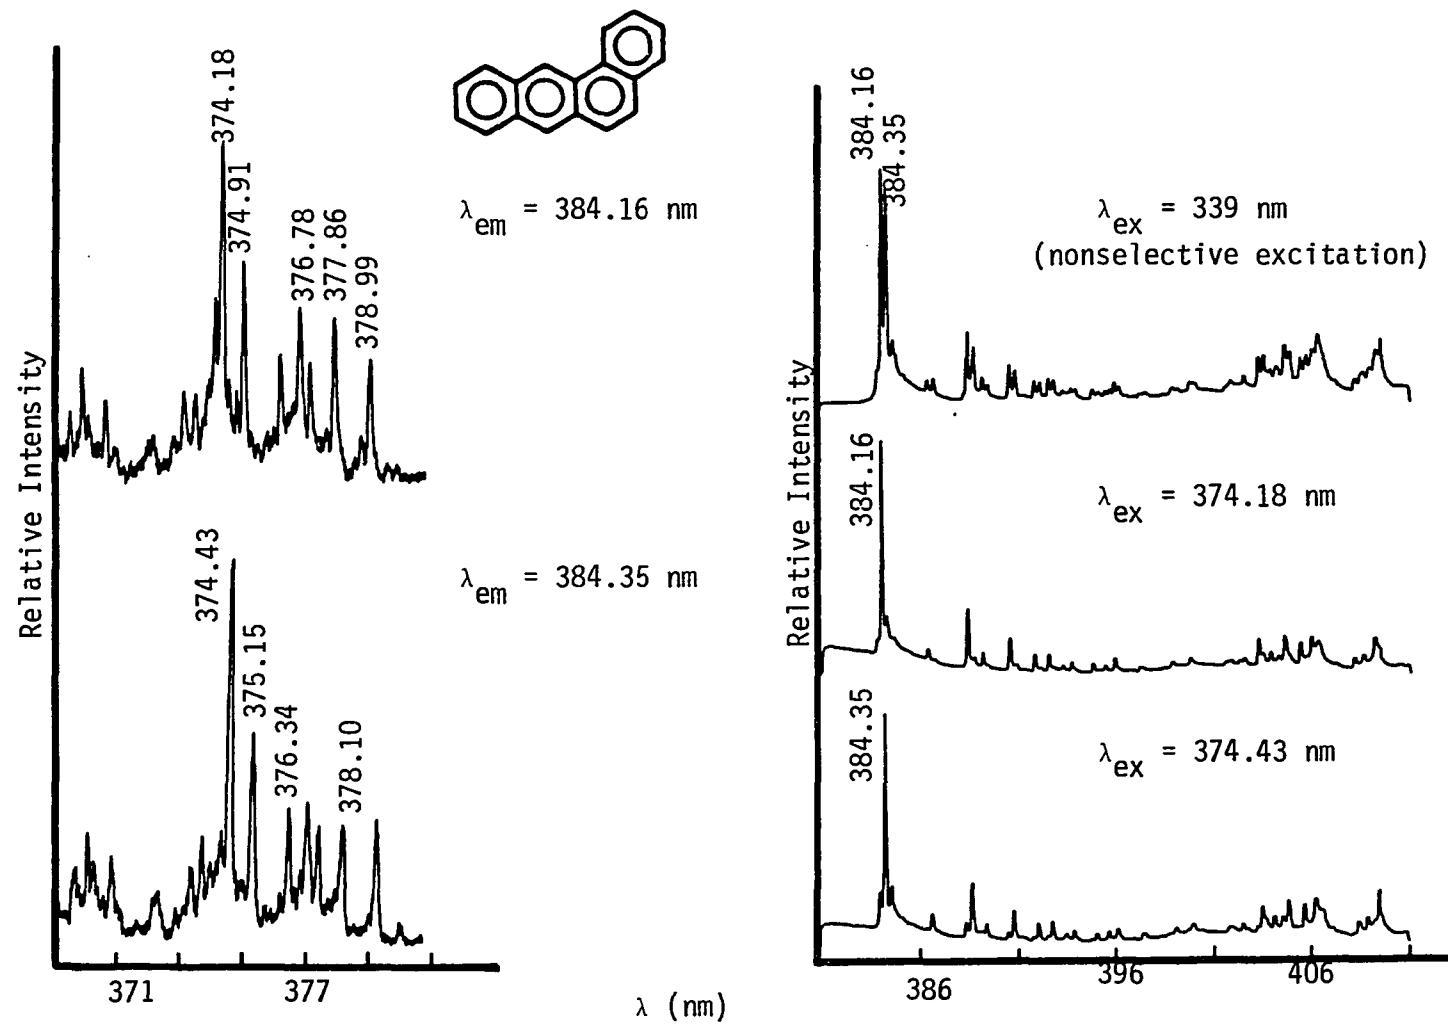 374.18
374.91
376.78
377.86
378.99
λem = 384.16 nm
Relative Intensity
374.43
375.15
376.34
378.10
λem = 384.35 nm
371
377
λ (nm)
384.16
384.35
λex = 339 nm
(nonselective excitation)
384.16
λex = 374.18 nm
Relative Intensity
384.35
λex = 374.43 nm
386
396
406